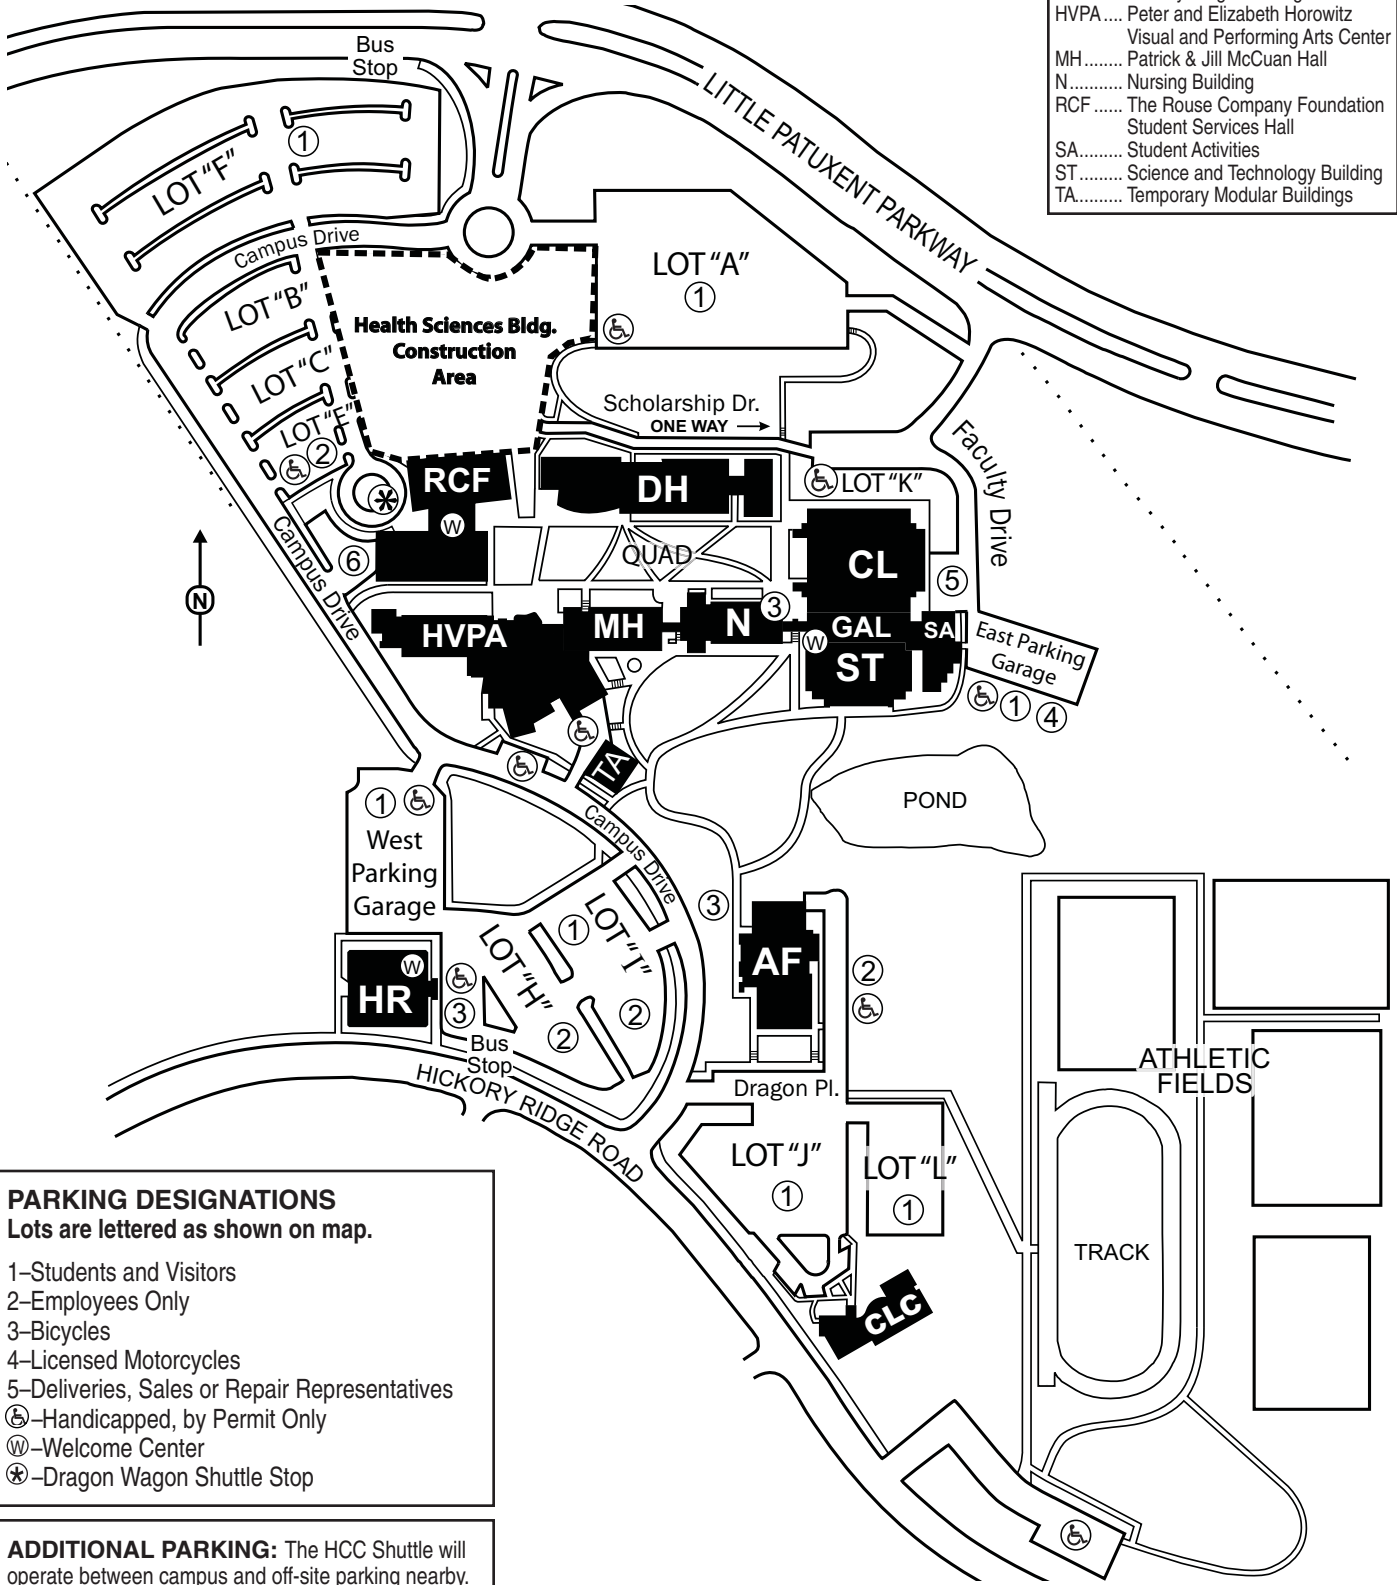 HVPA .... Peter and Elizabeth Horowitz
Visual and Performing Arts Center
MH ........ Patrick & Jill McCuan Hall
N ........... Nursing Building
RCF ...... The Rouse Company Foundation
Student Services Hall
SA ......... Student Activities
ST ......... Science and Technology Building
TA.......... Temporary Modular Buildings
Bus
Stop
LITTLE PATUXENT PARKWAY
1
LOT "F"
Campus Drive
LOT "A"
1
LOT "B"
Health Sciences Bldg.
Construction
Area
LOT "C"
Scholarship Dr.
ONE WAY
LOT "E"
2
Faculty Drive
RCF
W
DH
LOT "K"
Campus Drive
6
QUAD
CL
5
N
HVPA
MH
N
3
GAL
W
SA
ST
East Parking
Garage
1
4
TA
POND
1
West
Parking
Garage
Campus Drive
3
1
LOT "I"
LOT "H"
AF
2
W
HR
3
2
2
Bus
Stop
HICKORY RIDGE ROAD
Dragon Pl.
ATHLETIC
FIELDS
LOT "J"
1
LOT "L"
1
TRACK
CLC
PARKING DESIGNATIONS
Lots are lettered as shown on map.
1–Students and Visitors
2–Employees Only
3–Bicycles
4–Licensed Motorcycles
5–Deliveries, Sales or Repair Representatives
–Handicapped, by Permit Only
W–Welcome Center
–Dragon Wagon Shuttle Stop
ADDITIONAL PARKING: The HCC Shuttle will
operate between campus and off-site parking nearby.